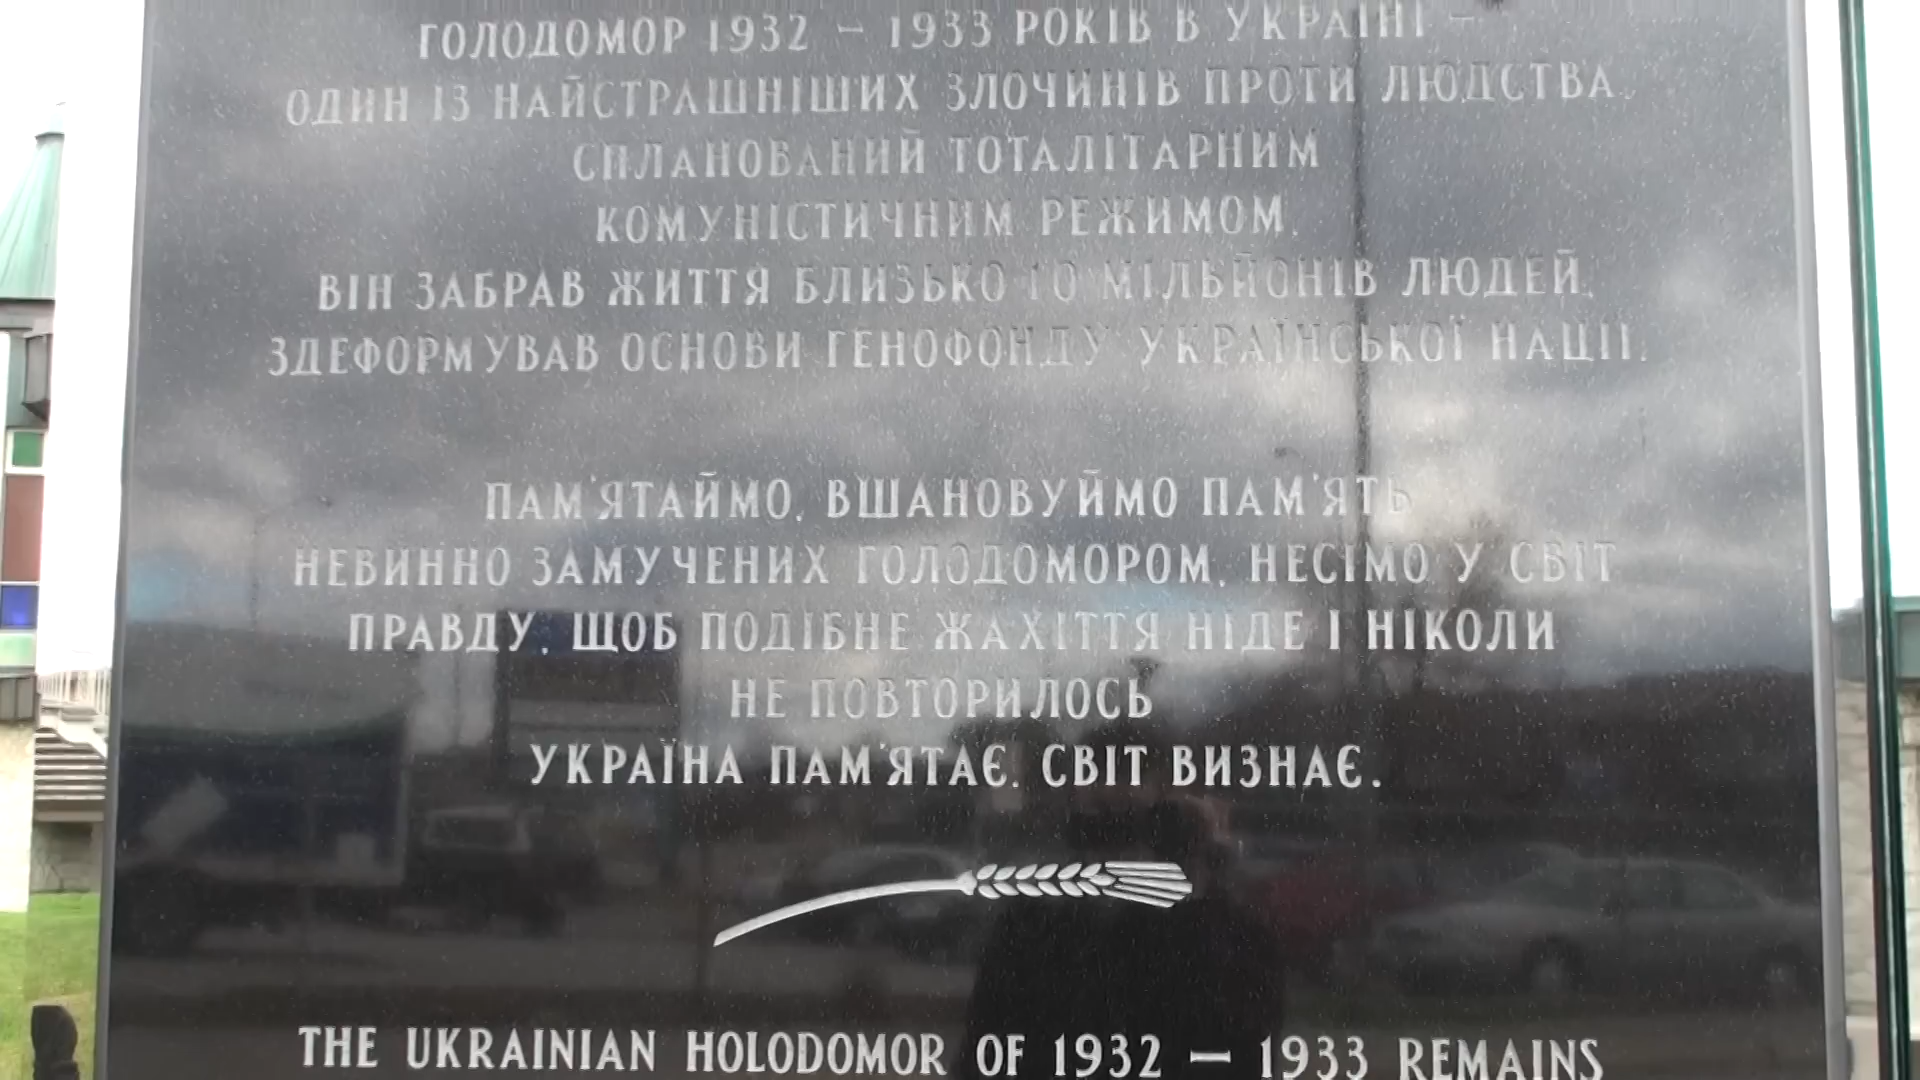 ГОЛОДОМОР 1932 – 1933 РОКІВ В УКРАЇНІ –
ОДИН ІЗ НАЙСТРАШНІШИХ ЗЛОЧИНІВ ПРОТИ ЛЮДСТВА,
СПЛАНОВАНИЙ ТОТАЛІТАРНИМ
КОМУНІСТИЧНИМ РЕЖИМОМ.
ВІН ЗАБРАВ ЖИТТЯ БЛИЗЬКО 10 МІЛЬЙОНІВ ЛЮДЕЙ,
ЗДЕФОРМУВАВ ОСНОВИ ГЕНОФОНДУ УКРАЇНСЬКОЇ НАЦІЇ.
ПАМ'ЯТАЙМО, ВШАНОВУЙМО ПАМ'ЯТЬ
НЕВИННО ЗАМУЧЕНИХ ГОЛОДОМОРОМ, НЕСІМО У СВІТ
ПРАВДУ, ЩОБ ПОДІБНЕ ЖАХІТТЯ НІДЕ І НІКОЛИ
НЕ ПОВТОРИЛОСЬ
УКРАЇНА ПАМ'ЯТАЄ. СВІТ ВИЗНАЄ.
THE UKRAINIAN HOLODOMOR OF 1932 — 1933 REMAINS